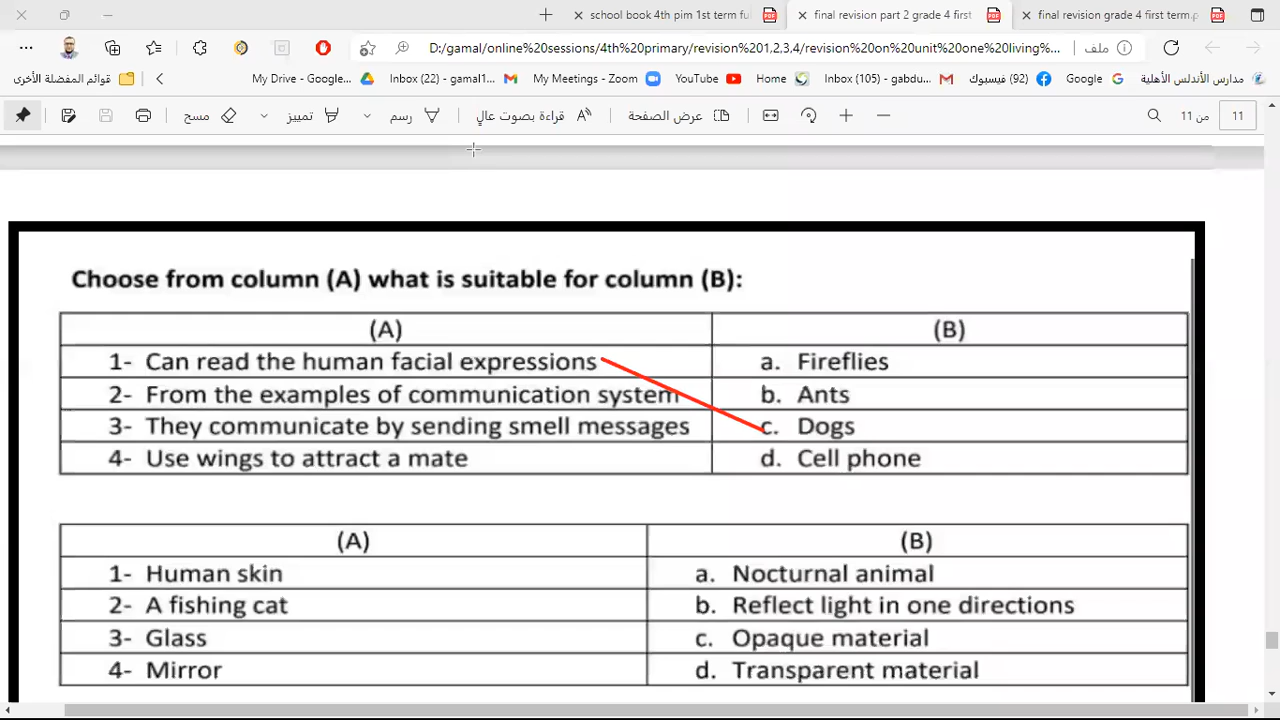 school book 4th pim 1st term fu
final revision part 2 grade 4 first
final revision grade 4 first term.p
D:/gamal/online%20sessions/4th%20primary/revision%201,2,3,4/revision%20on%20unit%20one%20living%...
ملف
قوائم المفضلة الأخرى
My Drive - Google...
Inbox (22) - gamal1...
My Meetings - Zoom
YouTube
Home
Inbox (105) - gabdu...
(92) فيسبوك
Google
مدارس الأندلس الأهلية
مسح
تمييز
رسم
قراءة بصوت عالٍ
عرض الصفحة
11 من
11
Choose from column (A) what is suitable for column (B):
(A) (B)
1- Can read the human facial expressions a. Fireflies
2- From the examples of communication system b. Ants
3- They communicate by sending smell messages c. Dogs
4- Use wings to attract a mate d. Cell phone
(A) (B)
1- Human skin a. Nocturnal animal
2- A fishing cat b. Reflect light in one directions
3- Glass c. Opaque material
4- Mirror d. Transparent material